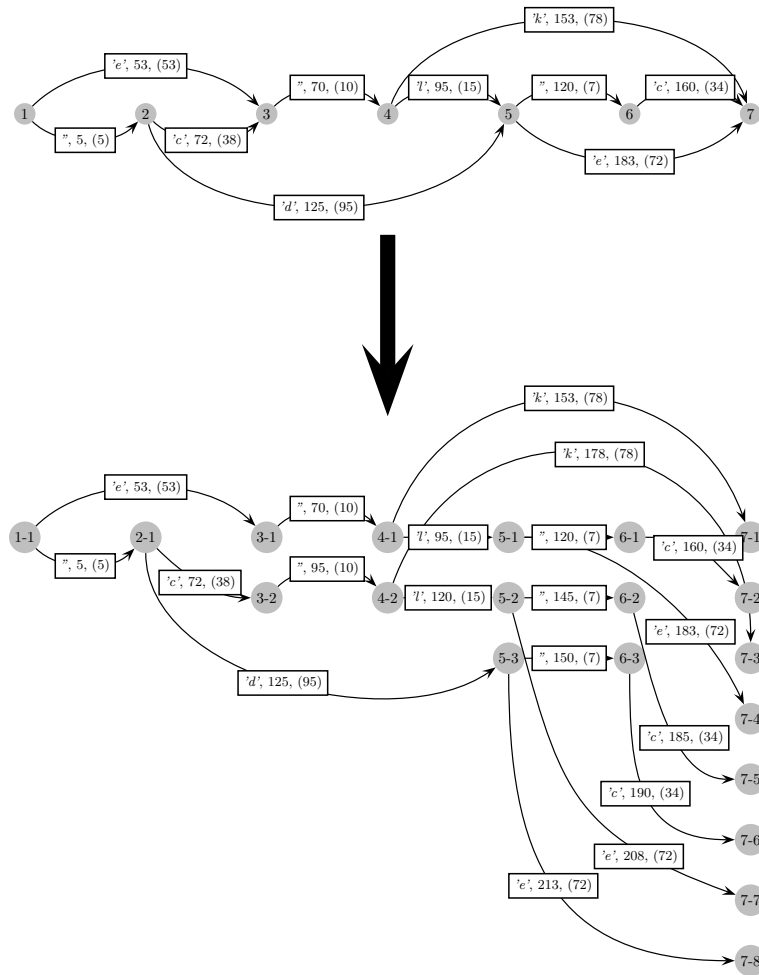 'k', 153, (78)
'e', 53, (53)
'', 70, (10)
'l', 95, (15)
'', 120, (7)
'c', 160, (34)
1
2
3
4
5
6
7
'', 5, (5)
'c', 72, (38)
'e', 183, (72)
'd', 125, (95)
'k', 153, (78)
'k', 178, (78)
'e', 53, (53)
'', 70, (10)
1-1
2-1
3-1
4-1
'l', 95, (15)
5-1
'', 120, (7)
6-1
7-1
'c', 160, (34)
'', 5, (5)
'c', 72, (38)
3-2
'', 95, (10)
4-2
'l', 120, (15)
5-2
'', 145, (7)
6-2
7-2
'e', 183, (72)
5-3
'', 150, (7)
6-3
7-3
'd', 125, (95)
7-4
'c', 185, (34)
7-5
'c', 190, (34)
7-6
'e', 208, (72)
'e', 213, (72)
7-7
7-8